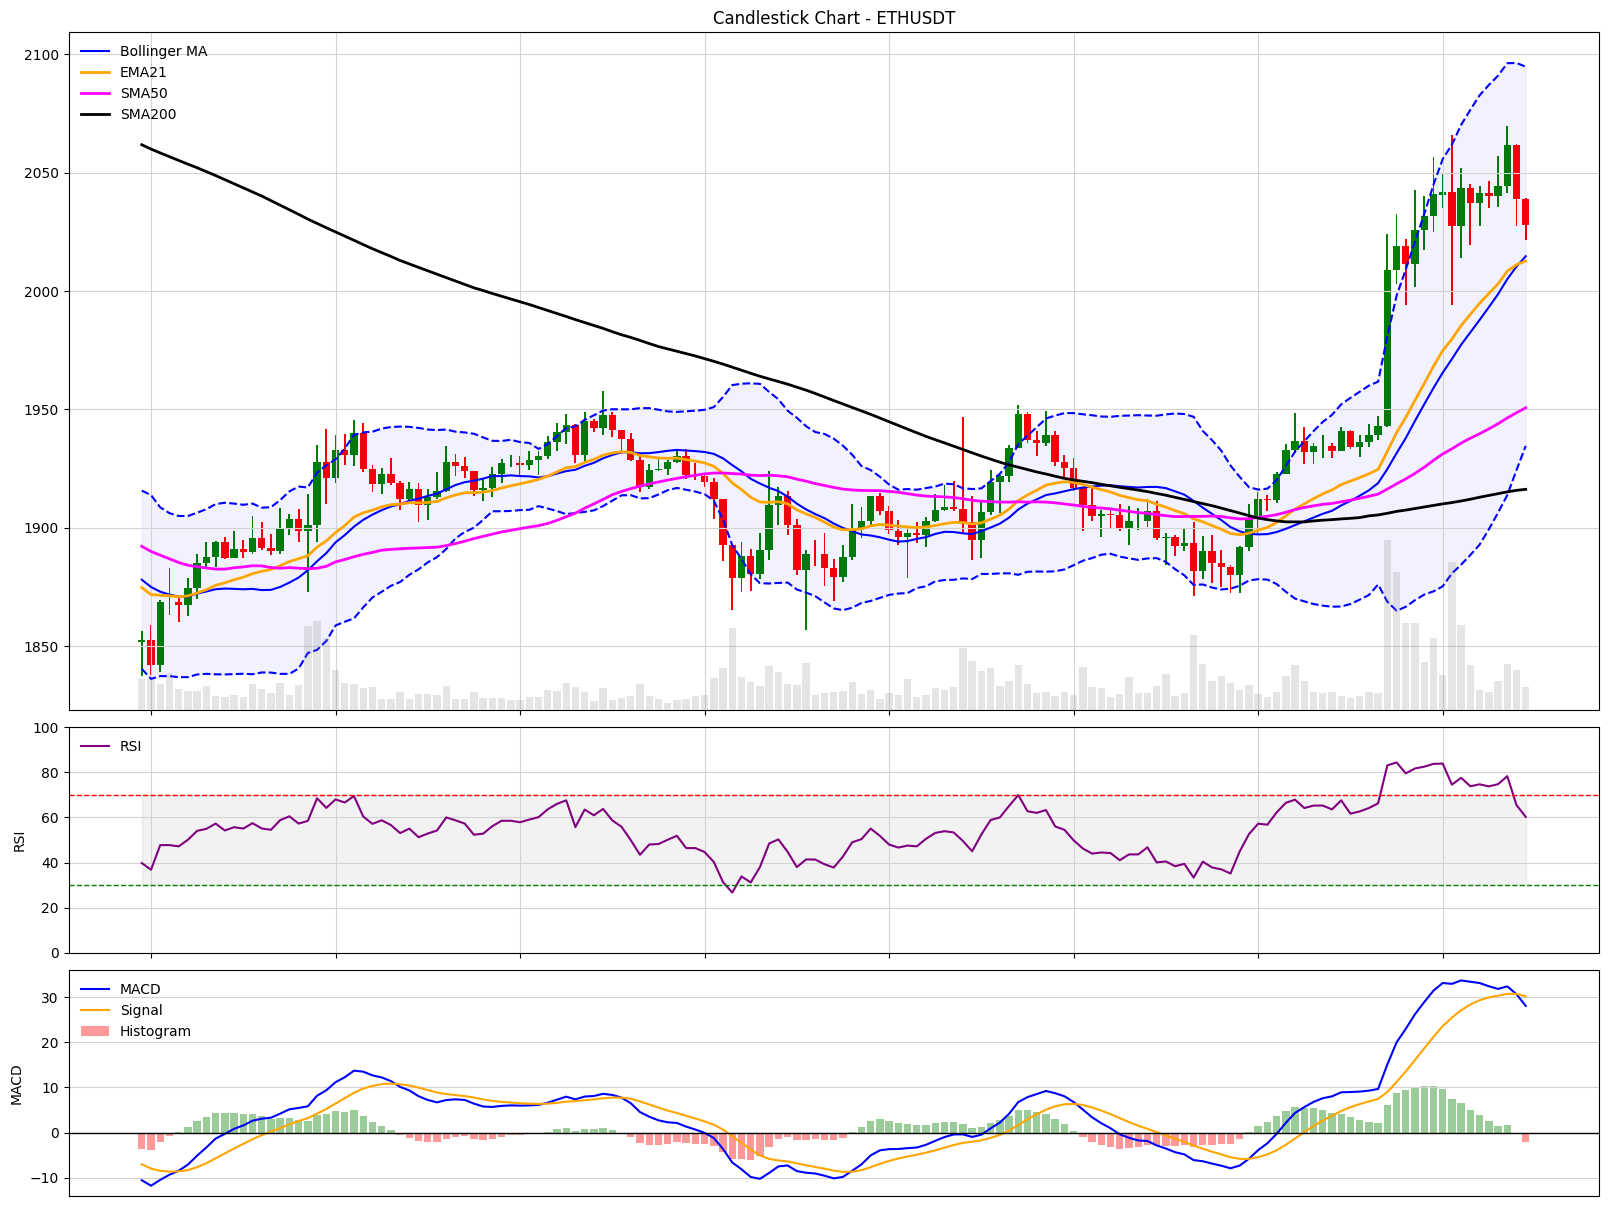 Candlestick Chart - ETHUSDT
Bollinger MA
EMA21
SMA50
SMA200
2100
2050
2000
1950
1900
1850
RSI
100
80
60
40
20
0
RSI
MACD
Signal
Histogram
30
20
10
0
−10
MACD